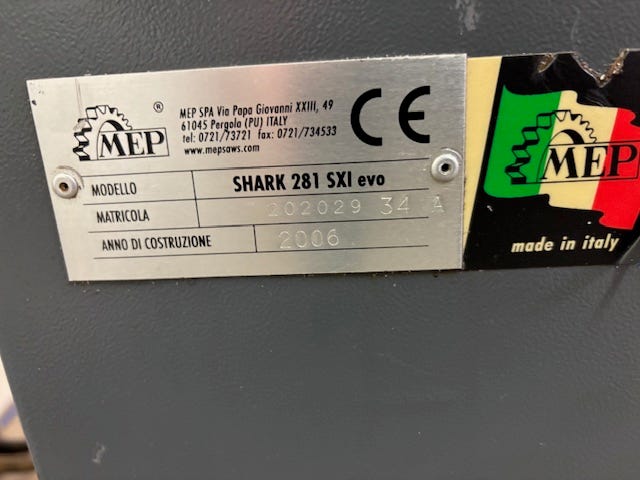 MEP ®
MEP SPA Via Papa Giovanni XXIII, 49
61045 Pergola (PU) ITALY
tel: 0721/73721 fax: 0721/734533
www.mepsaws.com
CE
MODELLO SHARK 281 SXI evo
MATRICOLA 202029 34 A
ANNO DI COSTRUZIONE 2006
MEP
made in italy